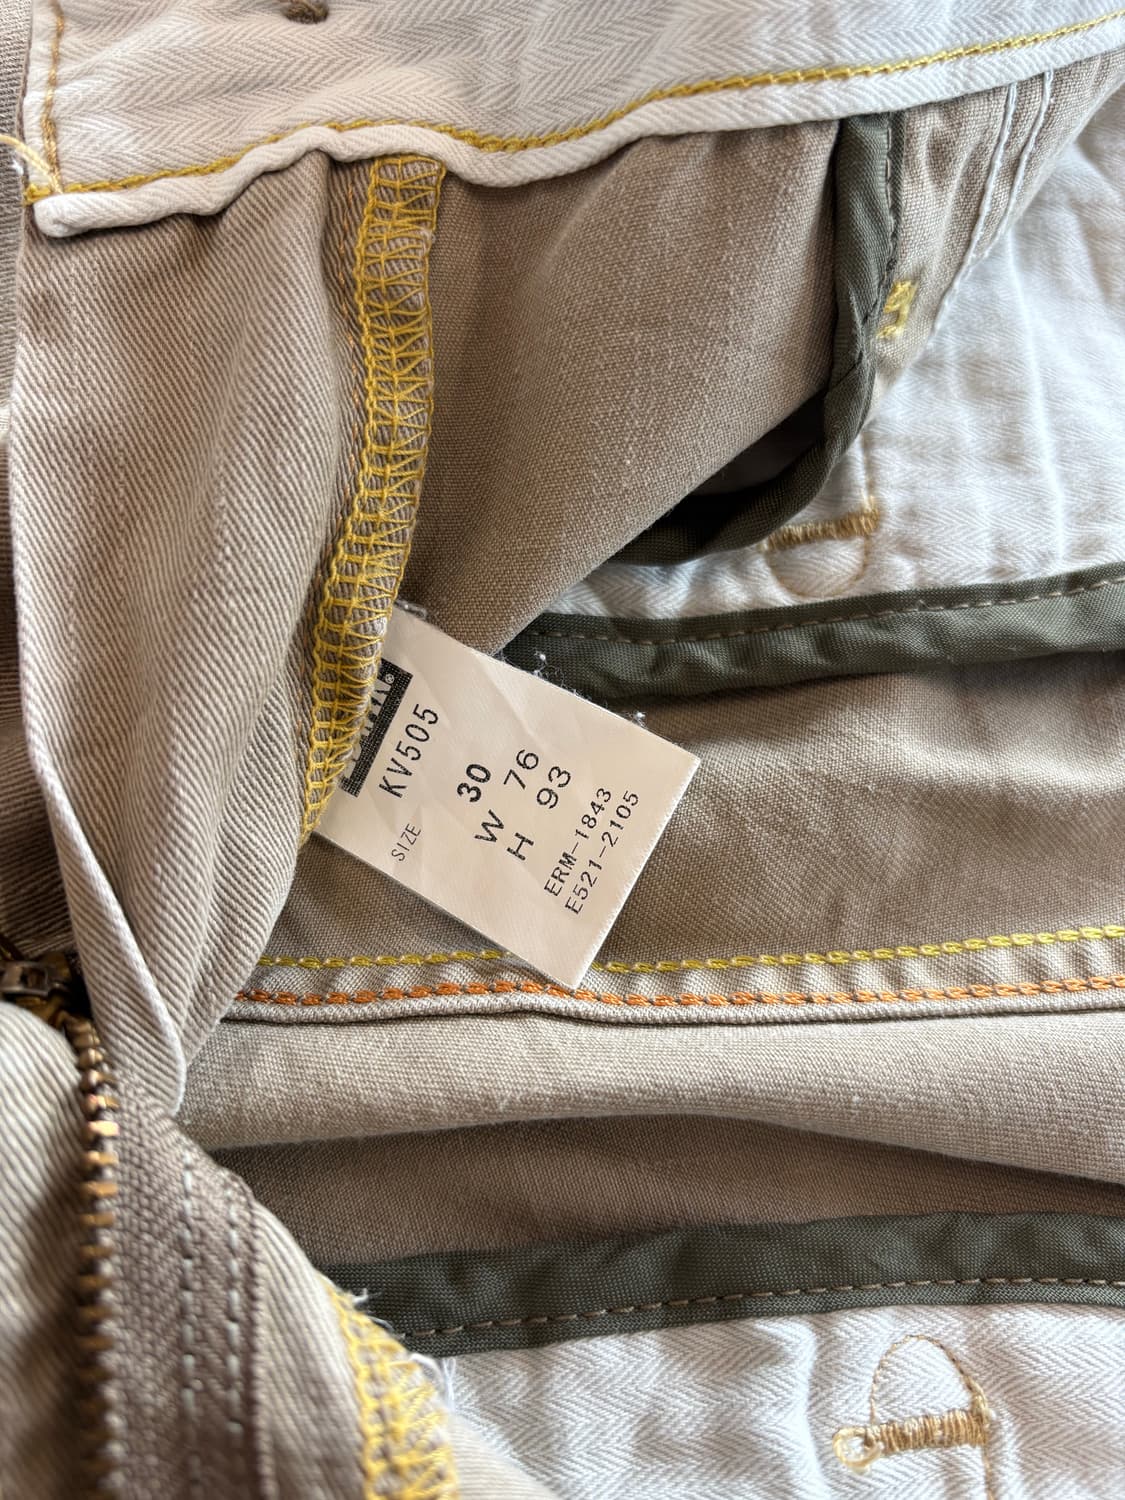 KV505
SIZE 30
W 76
H 93
ERM-1843
E521-2105